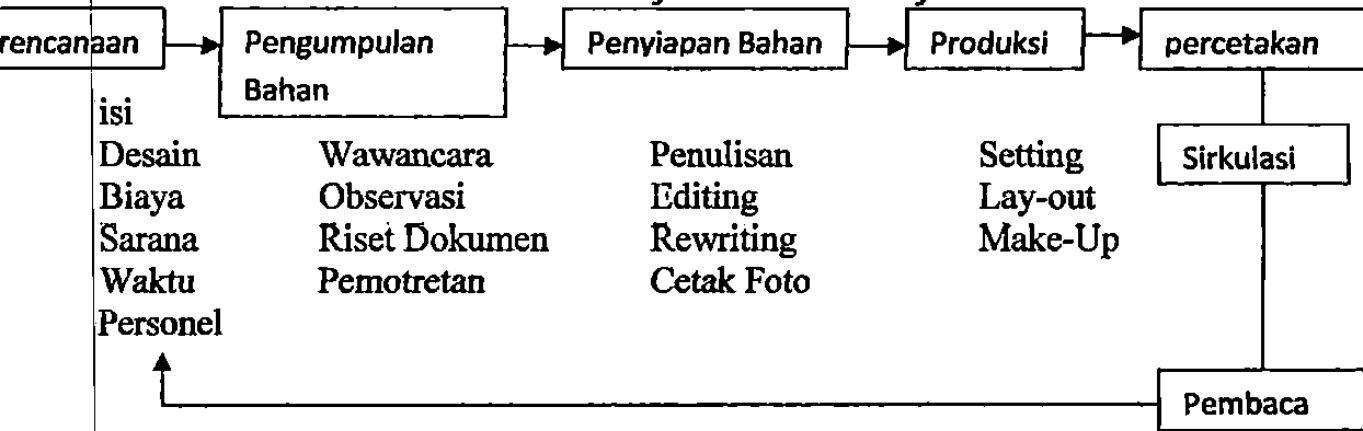 rencanaan
Pengumpulan
Bahan
Penyiapan Bahan
Produksi
percetakan
isi
Desain
Biaya
Sarana
Waktu
Personel
Wawancara
Observasi
Riset Dokumen
Pemotretan
Penulisan
Editing
Rewriting
Cetak Foto
Setting
Lay-out
Make-Up
Sirkulasi
Pembaca